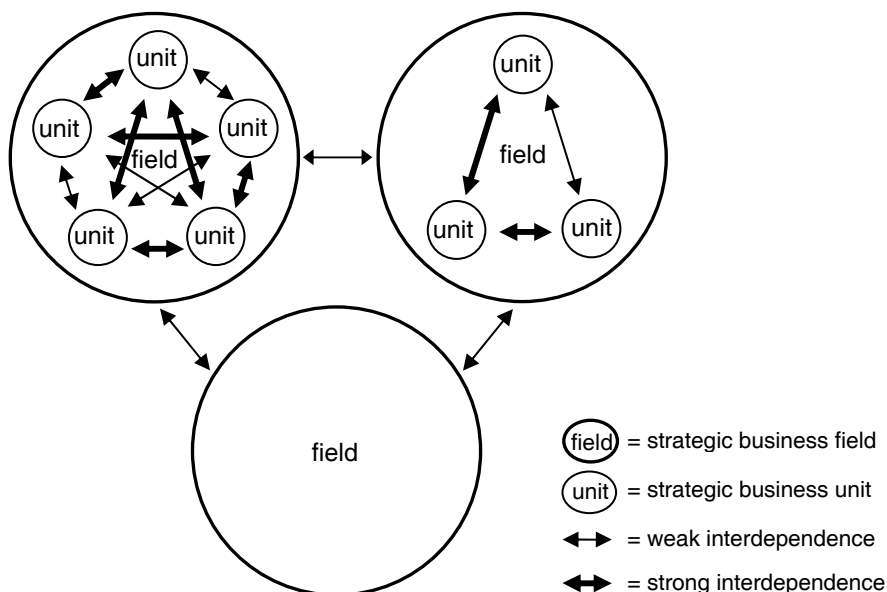 unit
unit
unit
unit
unit
field
unit
unit
unit
field
field
field = strategic business field
unit = strategic business unit
= weak interdependence
= strong interdependence